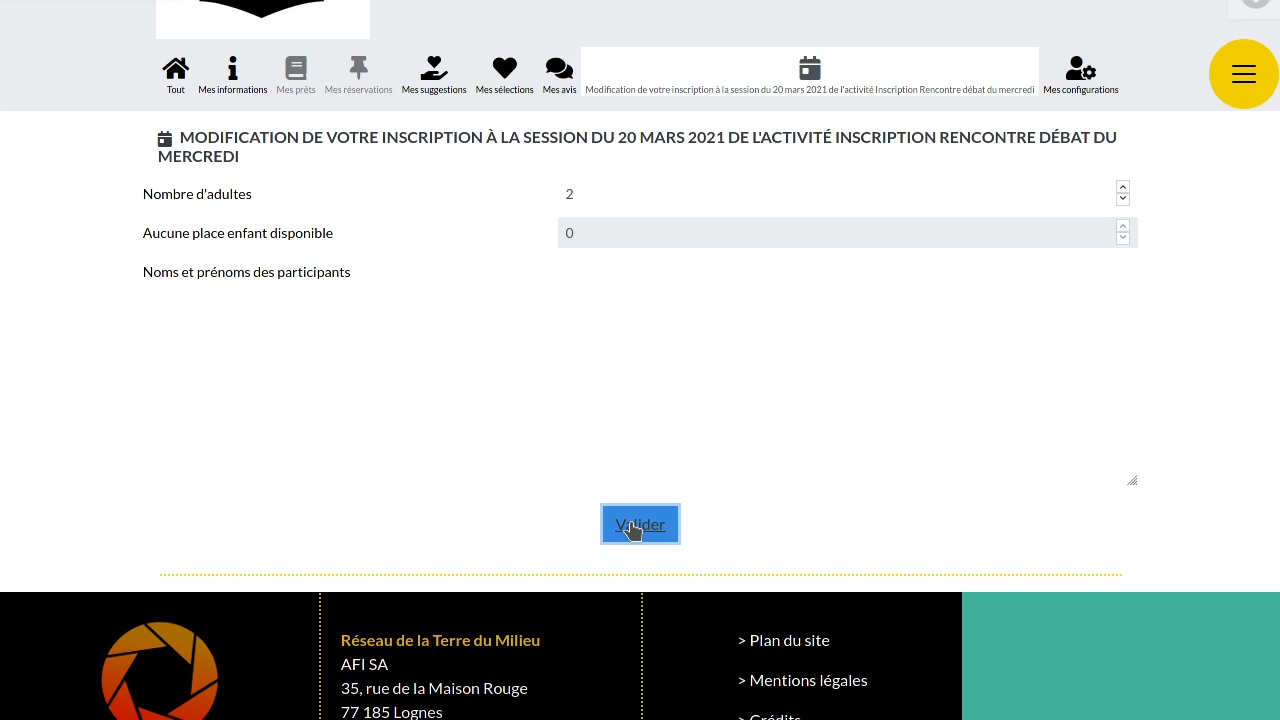 Tout
Mes informations
Mes prêts
Mes réservations
Mes suggestions
Mes sélections
Mes avis
Modification de votre inscription à la session du 20 mars 2021 de l'activité Inscription Rencontre débat du mercredi
Mes configurations
MODIFICATION DE VOTRE INSCRIPTION À LA SESSION DU 20 MARS 2021 DE L'ACTIVITÉ INSCRIPTION RENCONTRE DÉBAT DU
MERCREDI
Nombre d'adultes
2
Aucune place enfant disponible
0
Noms et prénoms des participants
Valider
Réseau de la Terre du Milieu
AFI SA
35, rue de la Maison Rouge
77 185 Lognes
> Plan du site
> Mentions légales
> Crédits